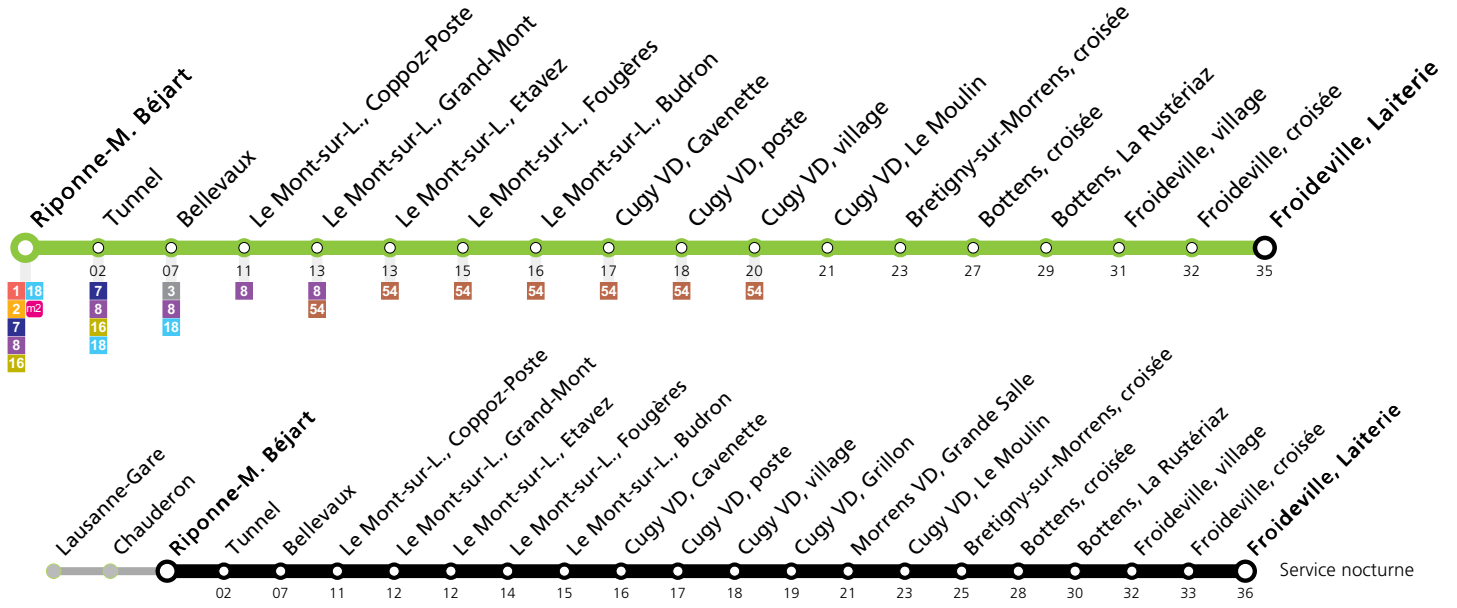 Riponne-M. Béjart
Tunnel
Bellevaux
Le Mont-sur-L., Coppoz-Poste
Le Mont-sur-L., Grand-Mont
Le Mont-sur-L., Etavez
Le Mont-sur-L., Fougères
Le Mont-sur-L., Budron
Cugy VD, Cavenette
Cugy VD, poste
Cugy VD, village
Cugy VD, Le Moulin
Bretigny-sur-Morrens, croisée
Bottens, croisée
Bottens, La Rustériaz
Froideville, village
Froideville, croisée
Froideville, Laiterie
02 07 11 13 13 15 16 17 18 20 21 23 27 29 31 32 35
1 18 7 3 8 8 54 54 54 54 54 54
2 m2 8 8 54
7 16 18
8 18
16
Lausanne-Gare
Chauderon
Riponne-M. Béjart
Tunnel
Bellevaux
Le Mont-sur-L., Coppoz-Poste
Le Mont-sur-L., Grand-Mont
Le Mont-sur-L., Etavez
Le Mont-sur-L., Fougères
Le Mont-sur-L., Budron
Cugy VD, Cavenette
Cugy VD, poste
Cugy VD, village
Cugy VD, Grillon
Morrens VD, Grande Salle
Cugy VD, Le Moulin
Bretigny-sur-Morrens, croisée
Bottens, croisée
Bottens, La Rustériaz
Froideville, village
Froideville, croisée
Froideville, Laiterie
Service nocturne
02 07 11 12 12 14 15 16 17 18 19 21 23 25 28 30 32 33 36